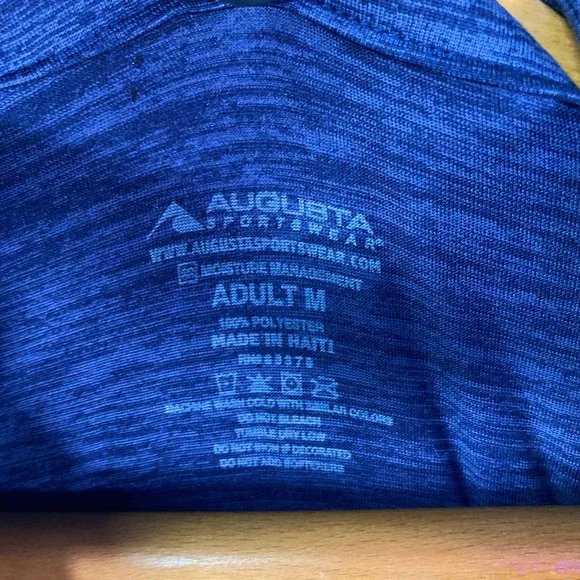 AUGUSTA
SPORTSWEAR®
WWW.AUGUSTASPORTSWEAR.COM
MOISTURE MANAGEMENT
ADULT M
100% POLYESTER
MADE IN HAITI
MACHINE WASH COLD WITH SIMILAR COLORS
DO NOT BLEACH
TUMBLE DRY LOW
DO NOT IRON IF DECORATED
DO NOT ADD SOFTENERS